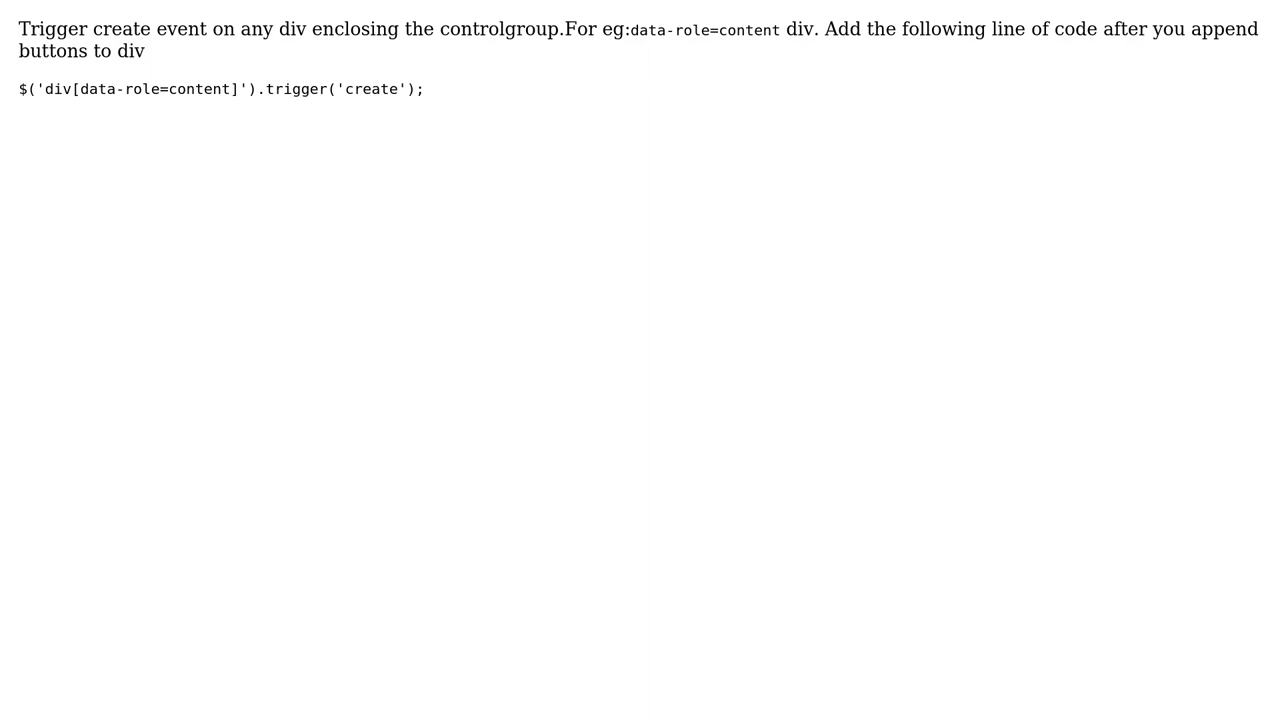 Trigger create event on any div enclosing the controlgroup.For eg:data-role=content div. Add the following line of code after you append
buttons to div
$('div[data-role=content]').trigger('create');